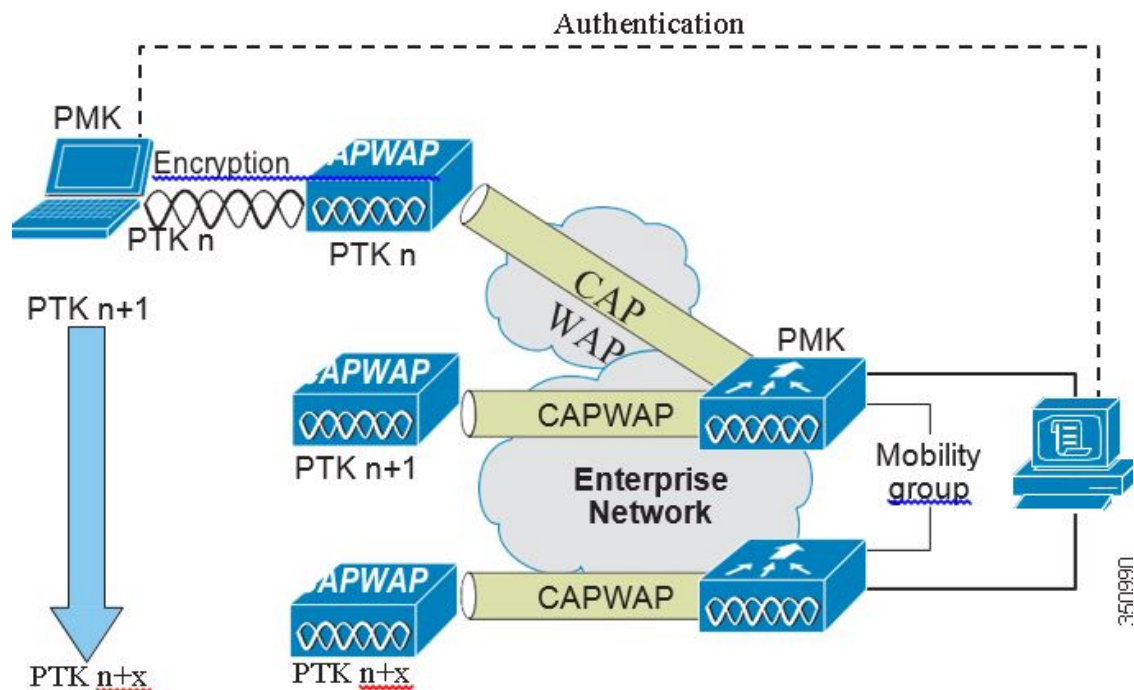 Authentication
PMK
Encryption
CAPWAP
PTK n
PTK n
CAP
WAP
PTK n+1
PMK
CAPWAP
CAPWAP
PTK n+1
Mobility
group
Enterprise
Network
CAPWAP
CAPWAP
PTK n+x
PTK n+x
350990